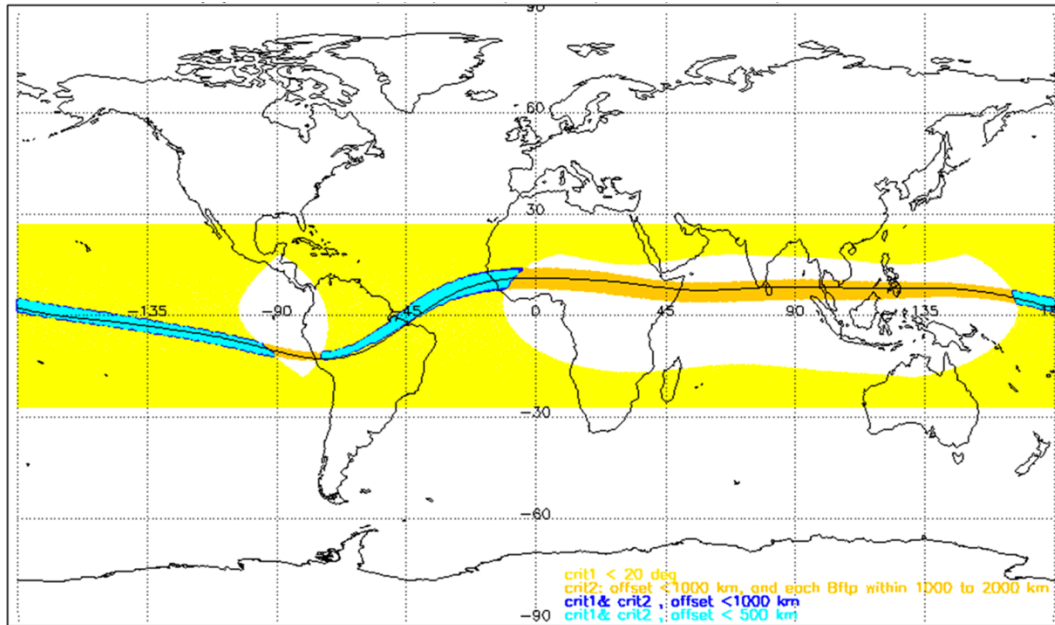 90
60
30
-135 -90 -45 0 45 90 135
-30
-60
crit1 < 20 deg
crit2: offset <1000 km, and each Bftp within 1000 to 2000 km
crit1& crit2 , offset <1000 km
-90
crit1& crit2 , offset < 500 km